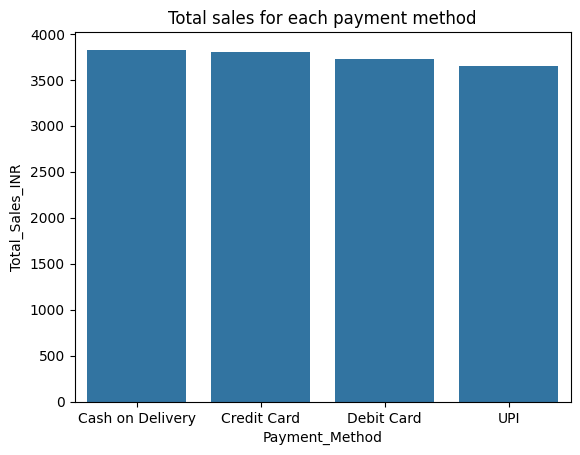 Total sales for each payment method
4000
3500
3000
2500
2000
1500
1000
500
0
Total_Sales_INR
Cash on Delivery Credit Card Debit Card UPI
Payment_Method